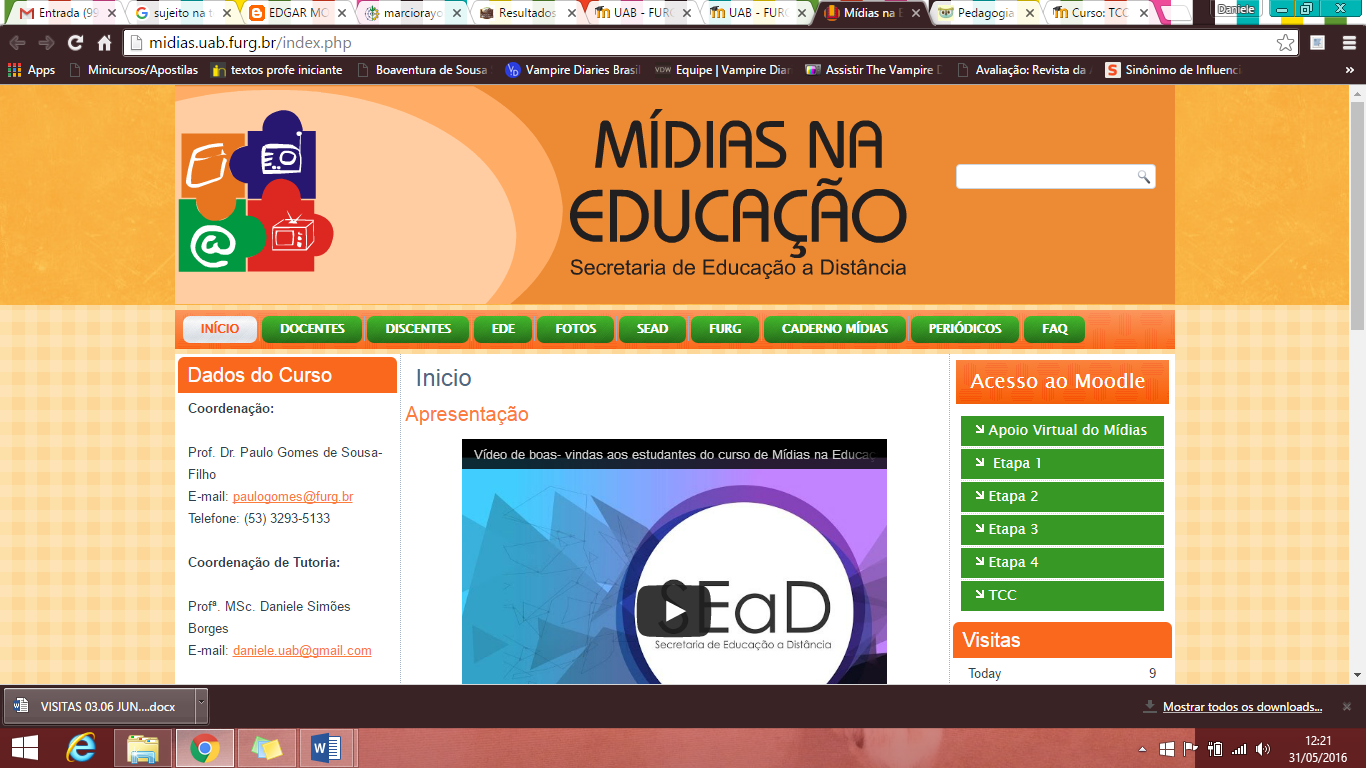 Entrada (99
sujeito na t
EDGAR MO
marciorayo
Resultados
UAB - FURG
UAB - FURG
Mídias na E
Pedagogia
Curso: TCC
Daniele
midias.uab.furg.br/index.php
Apps
Minicursos/Apostilas
textos profe iniciante
Boaventura de Sousa
Vampire Diaries Brasil
Equipe | Vampire Diar
Assistir The Vampire D
Avaliação: Revista da
Sinônimo de Influenci
»
MÍDIAS NA
EDUCAÇÃO
Secretaria de Educação a Distância
@
INÍCIO
DOCENTES
DISCENTES
EDE
FOTOS
SEAD
FURG
CADERNO MÍDIAS
PERIÓDICOS
FAQ
Dados do Curso
Coordenação:
Prof. Dr. Paulo Gomes de Sousa-
Filho
E-mail: paulogomes@furg.br
Telefone: (53) 3293-5133
Coordenação de Tutoria:
Profª. MSc. Daniele Simões
Borges
E-mail: daniele.uab@gmail.com
Inicio
Apresentação
Vídeo de boas- vindas aos estudantes do curso de Mídias na Educaç
SEaD
Secretaria de Educação a Distância
Acesso ao Moodle
Apoio Virtual do Mídias
Etapa 1
Etapa 2
Etapa 3
Etapa 4
TCC
Visitas
Today 9
VISITAS 03.06 JUN....docx
Mostrar todos os downloads...
12:21
31/05/2016